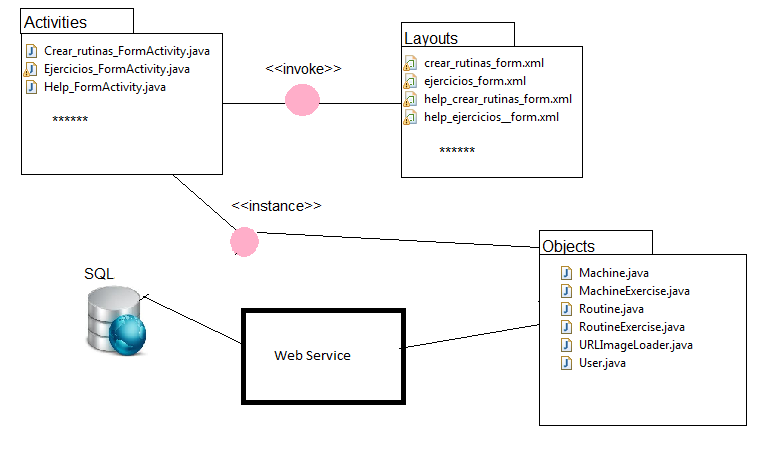 Activities
Crear_rutinas_FormActivity.java
Ejercicios_FormActivity.java
Help_FormActivity.java
******
<<invoke>>
Layouts
crear_rutinas_form.xml
ejercicios_form.xml
help_crear_rutinas_form.xml
help_ejercicios__form.xml
******
<<instance>>
Objects
Machine.java
MachineExercise.java
Routine.java
RoutineExercise.java
URLImageLoader.java
User.java
SQL
Web Service